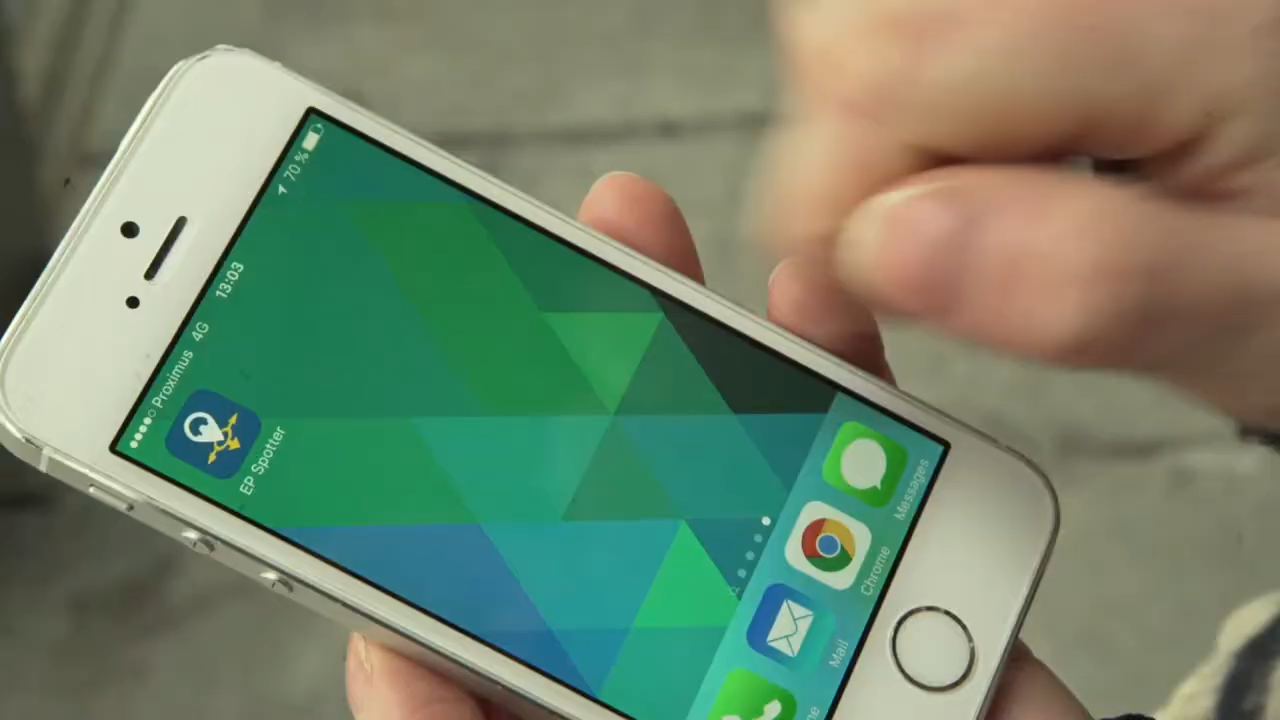 ●●●●○ Proximus 4G 13:03 70 %
EP Spotter
Mail
Chrome
Messages